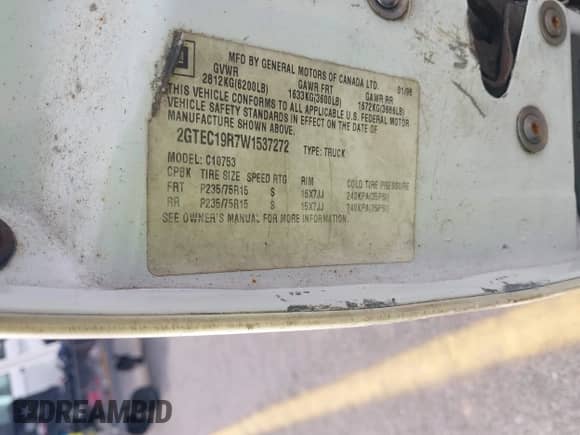 GM
MFD BY GENERAL MOTORS OF CANADA LTD. 01/98
GVWR GAWR FRT GAWR RR
2812KG(6200LB) 1633KG(3600LB) 1672KG(3686LB)
THIS VEHICLE CONFORMS TO ALL APPLICABLE U.S. FEDERAL MOTOR
VEHICLE SAFETY STANDARDS IN EFFECT ON THE DATE OF
MANUFACTURE SHOWN ABOVE.
2GTEC19R7W1537272 TYPE: TRUCK
MODEL: C10753
CPBK TIRE SIZE SPEED RTG RIM COLD TIRE PRESSURE
FRT P235/75R15 S 15X7JJ 240KPA(35PSI)
RR P235/75R15 S 15X7JJ 240KPA(35PSI)
SEE OWNER'S MANUAL FOR MORE INFORMATION.
DREAMBID